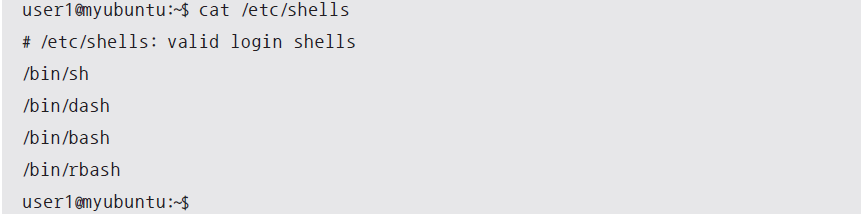 user1@myubuntu:~$ cat /etc/shells
# /etc/shells: valid login shells
/bin/sh
/bin/dash
/bin/bash
/bin/rbash
user1@myubuntu:~$